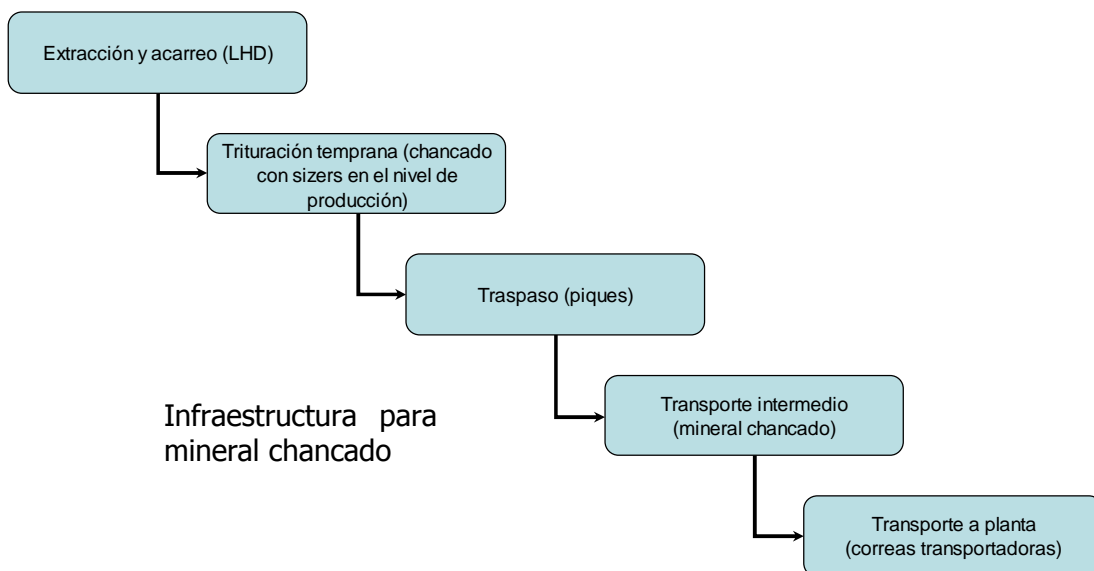 Extracción y acarreo (LHD)
Trituración temprana (chancado
con sizers en el nivel de
producción)
Traspaso (piques)
Transporte intermedio
(mineral chancado)
Infraestructura para
mineral chancado
Transporte a planta
(correas transportadoras)